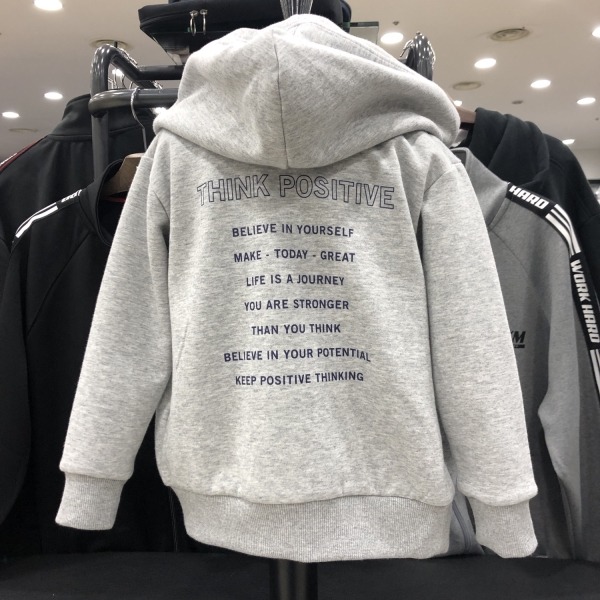 THINK POSITIVE
BELIEVE IN YOURSELF
MAKE - TODAY - GREAT
LIFE IS A JOURNEY
YOU ARE STRONGER
THAN YOU THINK
BELIEVE IN YOUR POTENTIAL
KEEP POSITIVE THINKING
HARD
WORK HARD